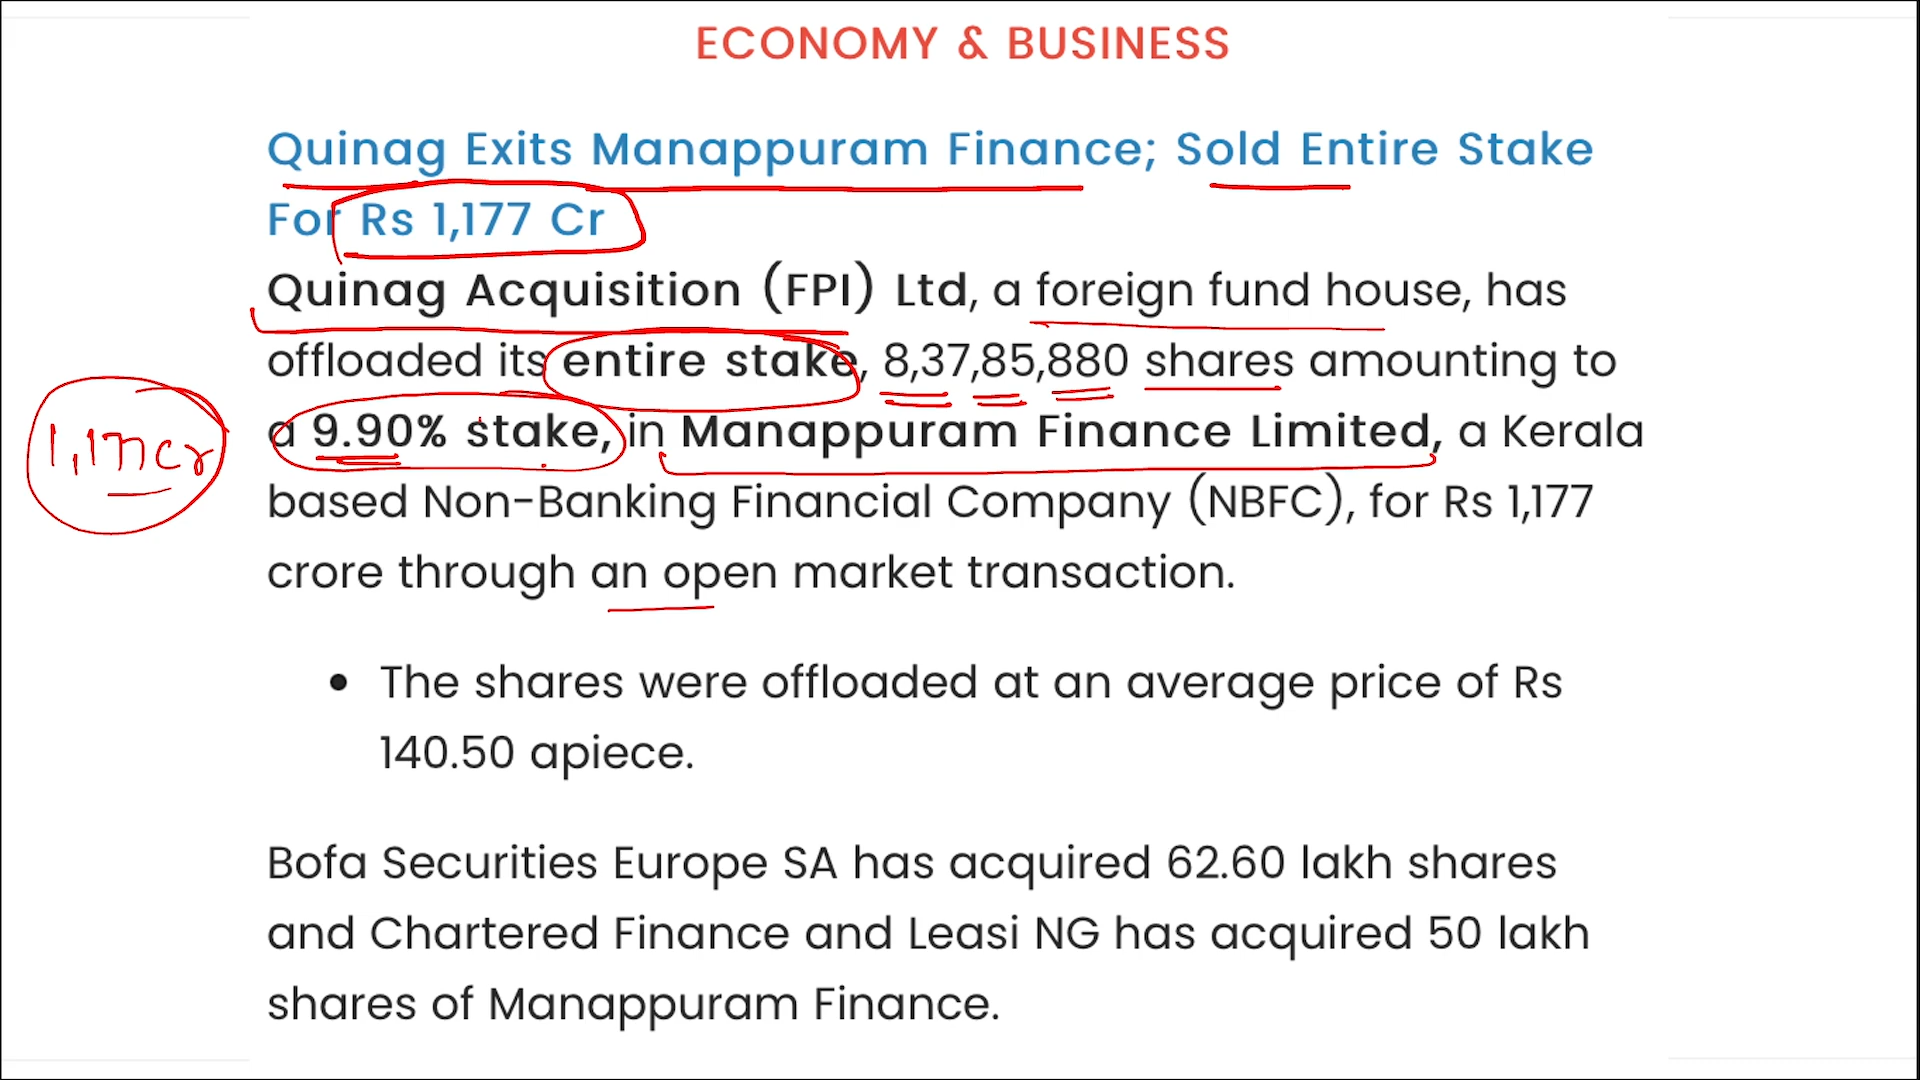 ECONOMY & BUSINESS
Quinag Exits Manappuram Finance; Sold Entire Stake
For Rs 1,177 Cr
Quinag Acquisition (FPI) Ltd, a foreign fund house, has
offloaded its entire stake, 8,37,85,880 shares amounting to
a 9.90% stake, in Manappuram Finance Limited, a Kerala
1,177 Cr
based Non-Banking Financial Company (NBFC), for Rs 1,177
crore through an open market transaction.
• The shares were offloaded at an average price of Rs
140.50 apiece.
Bofa Securities Europe SA has acquired 62.60 lakh shares
and Chartered Finance and Leasi NG has acquired 50 lakh
shares of Manappuram Finance.